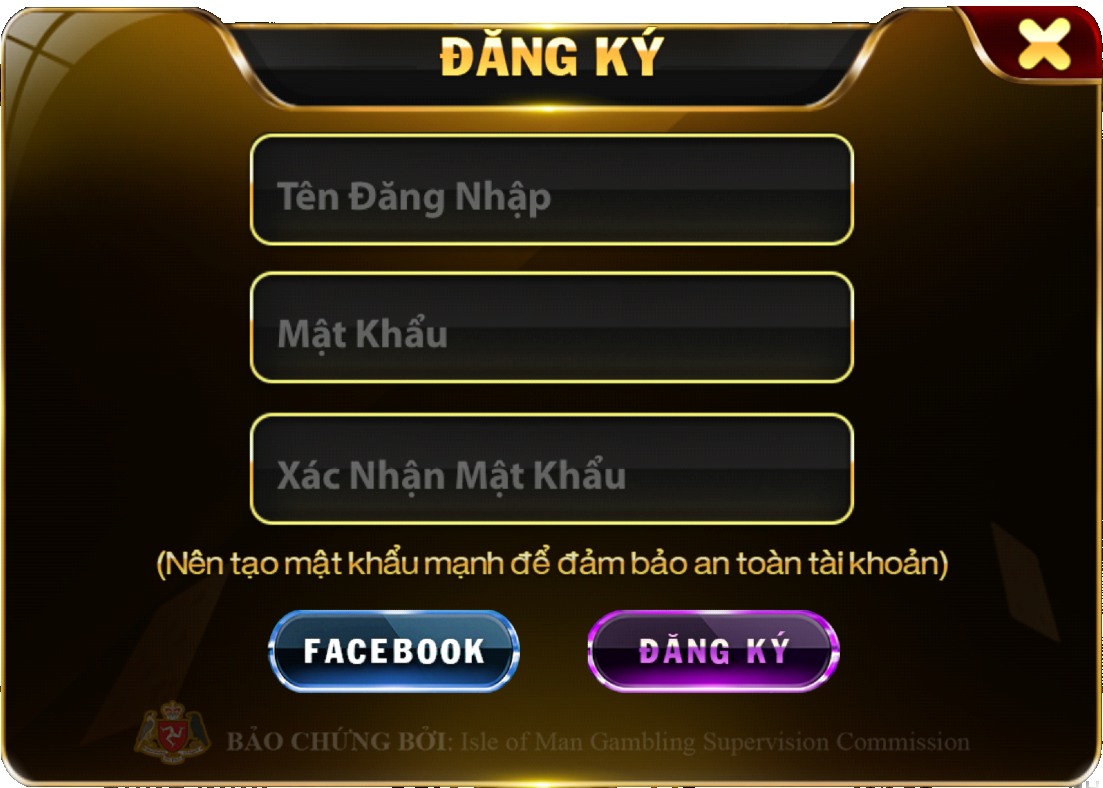 ĐĂNG KÝ
Tên Đăng Nhập
Mật Khẩu
Xác Nhận Mật Khẩu
(Nên tạo mật khẩu mạnh để đảm bảo an toàn tài khoản)
FACEBOOK
ĐĂNG KÝ
BẢO CHỨNG BỞI: Isle of Man Gambling Supervision Commission